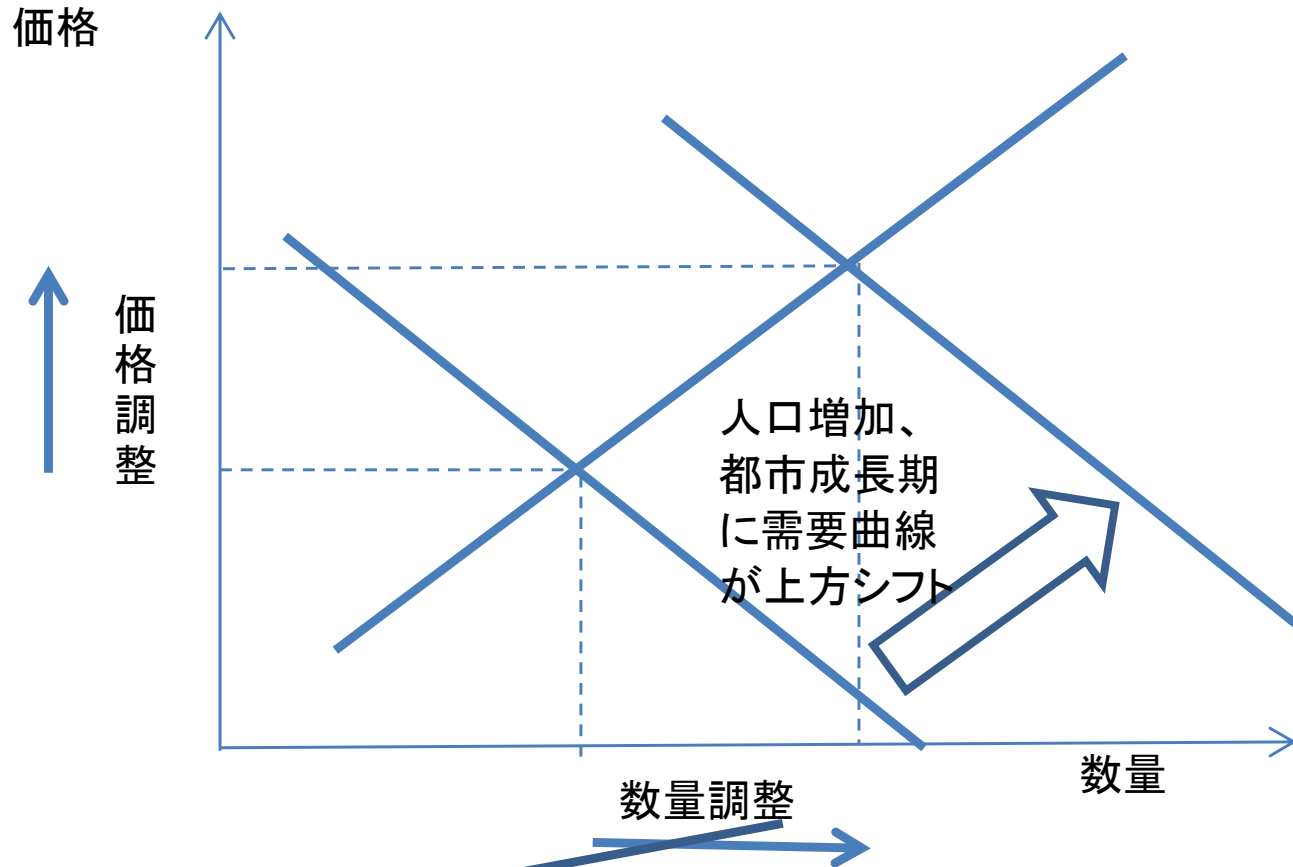 価格
価格調整
人口増加、
都市成長期
に需要曲線
が上方シフト
数量
数量調整